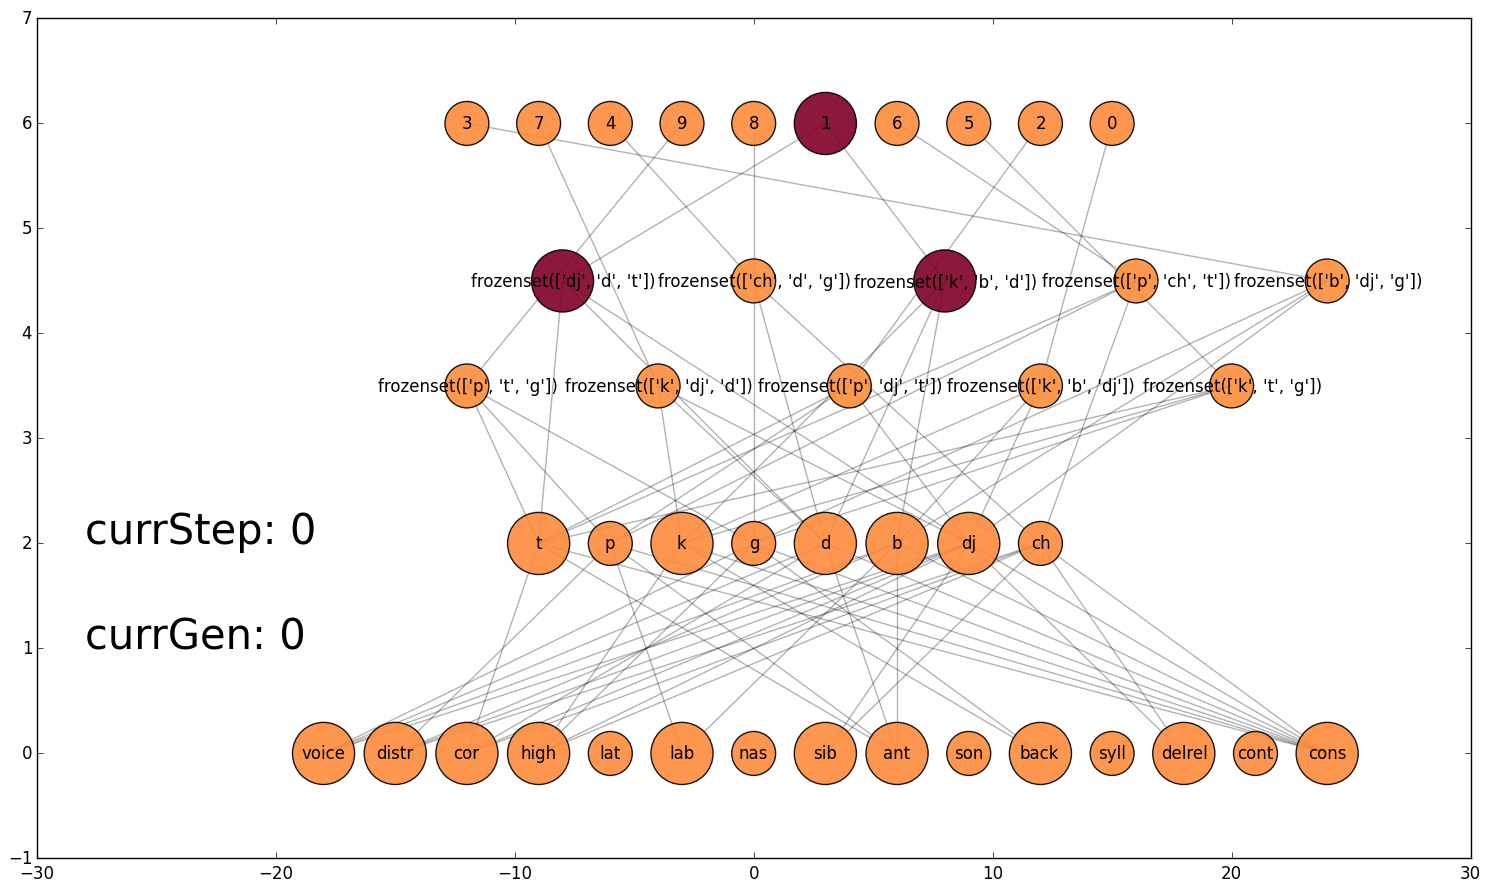 7
6
3 7 4 9 8 1 6 5 2 0
5
frozenset(['dj', 'd', 't']) frozenset(['ch', 'd', 'g']) frozenset(['k', 'b', 'd']) frozenset(['p', 'ch', 't']) frozenset(['b', 'dj', 'g'])
4
frozenset(['p', 't', 'g']) frozenset(['k', 'dj', 'd']) frozenset(['p', 'dj', 't']) frozenset(['k', 'b', 'dj']) frozenset(['k', 't', 'g'])
3
currStep: 0
2
t p k g d b dj ch
currGen: 0
1
0
voice distr cor high lat lab nas sib ant son back syll delrel cont cons
−1
−30 −20 −10 0 10 20 30